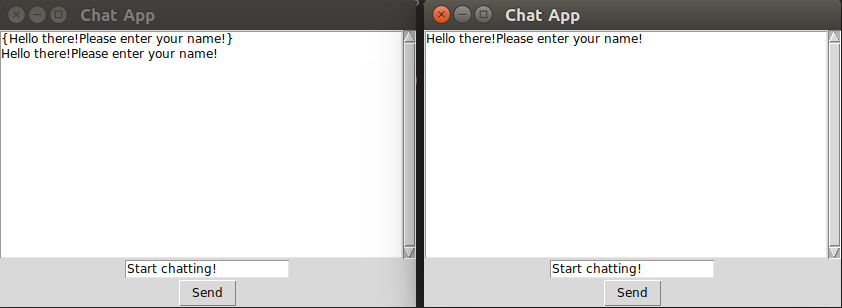 Chat App
{Hello there!Please enter your name!}
Hello there!Please enter your name!
Start chatting!
Send
Chat App
Hello there!Please enter your name!
Start chatting!
Send